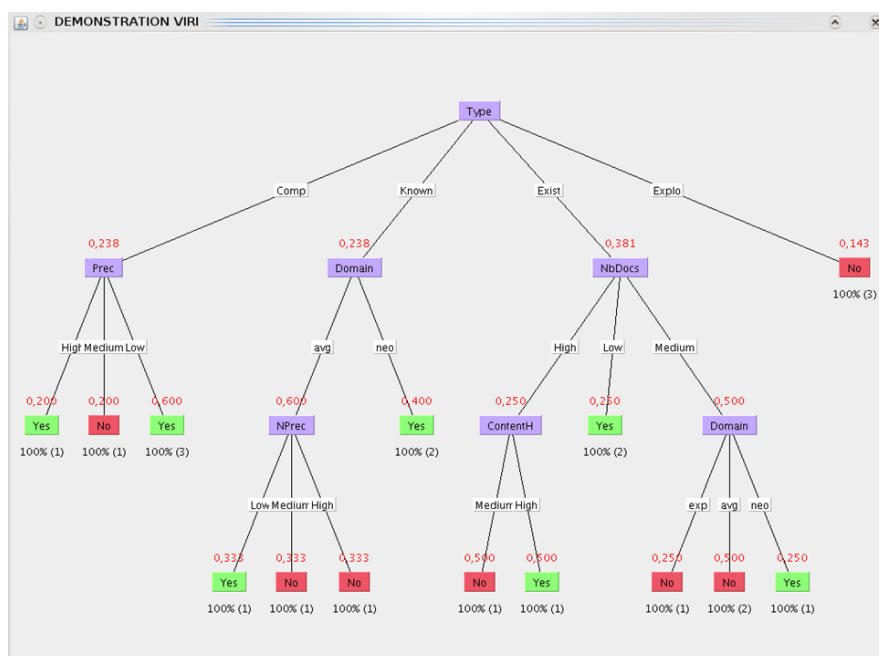 DEMONSTRATION VIRI
Type
Comp Known Exist Explo
0,238 0,238 0,381 0,143
Prec Domain NbDocs No
100% (3)
High Medium Low avg neo High Low Medium
0,200 0,200 0,600 0,600 0,400 0,250 0,250 0,500
Yes No Yes NPrec Yes ContentH Yes Domain
100% (1) 100% (1) 100% (3) 100% (2) 100% (2)
Low Medium High Medium High exp avg neo
0,333 0,333 0,333 0,500 0,500 0,250 0,500 0,250
Yes No No No Yes No No Yes
100% (1) 100% (1) 100% (1) 100% (1) 100% (1) 100% (1) 100% (2) 100% (1)